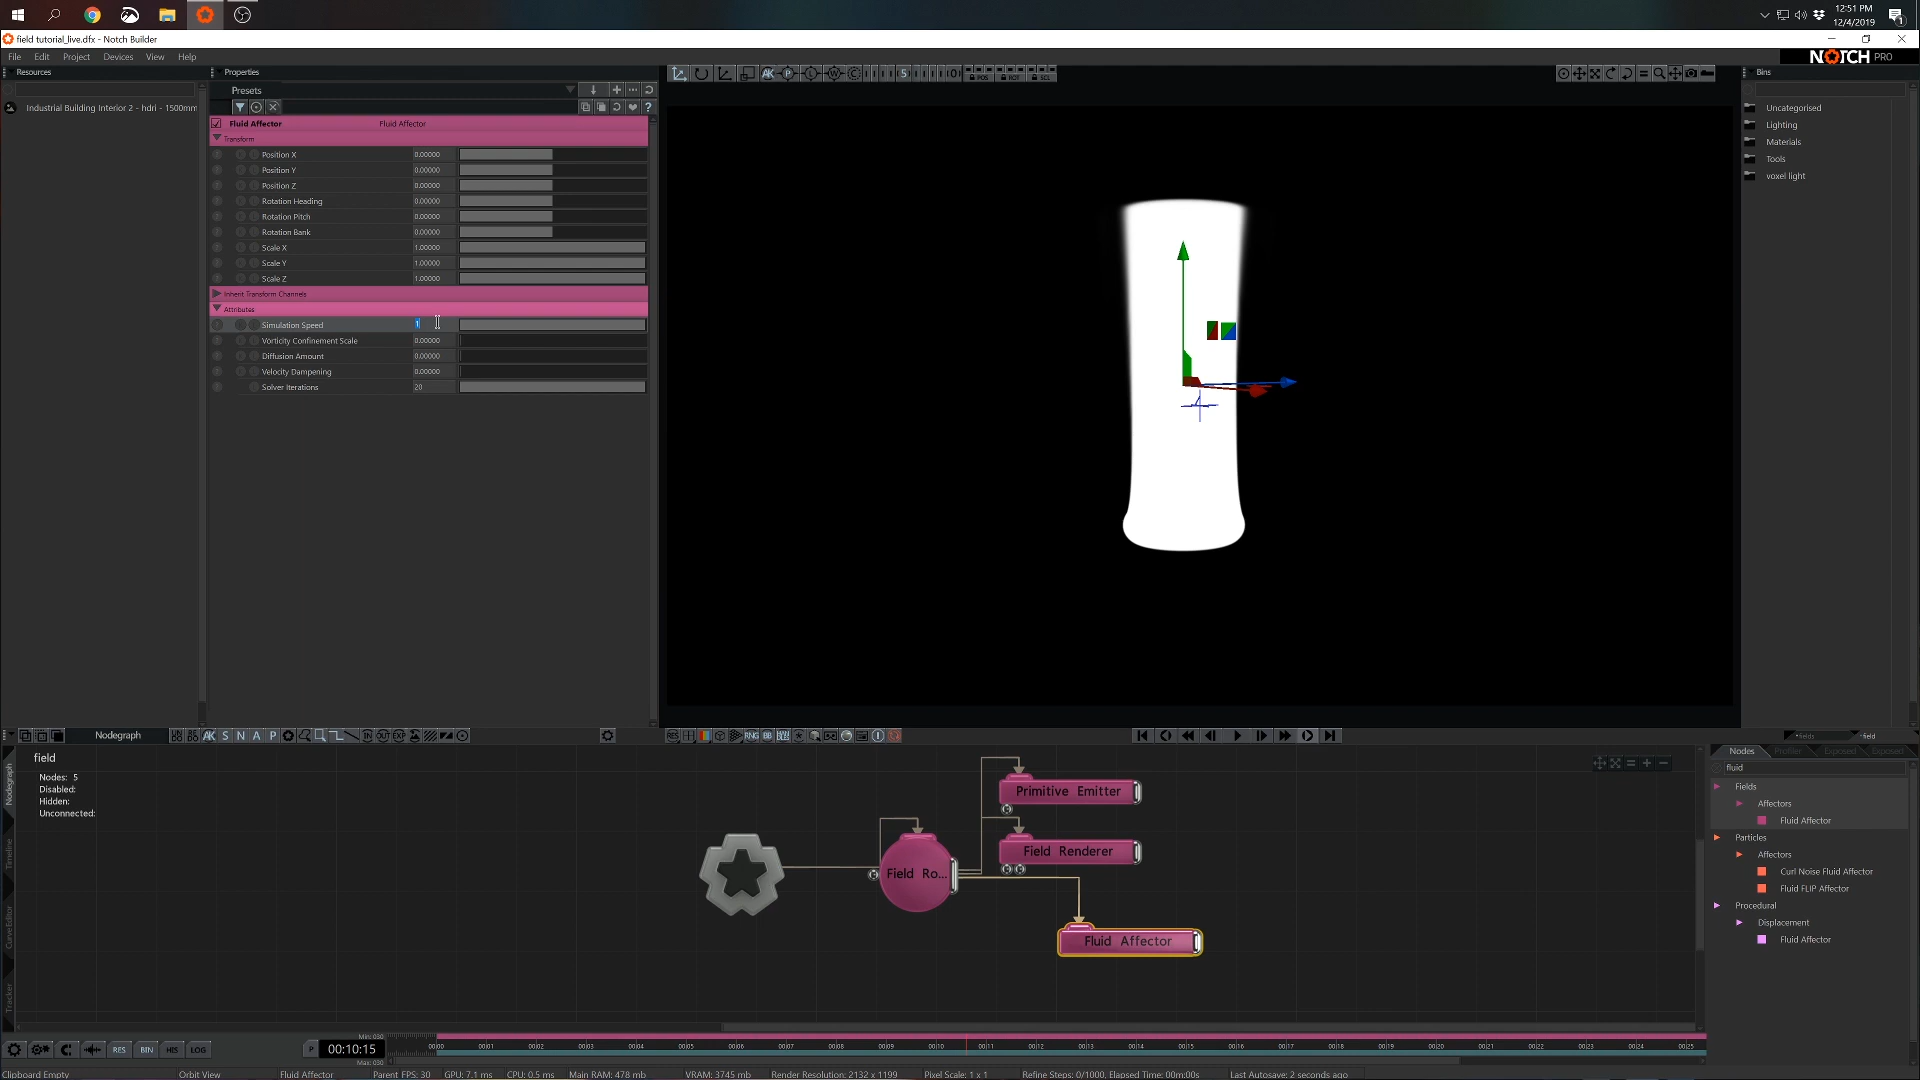 12:51 PM
12/4/2019
field tutorial_live.dfx - Notch Builder
File Edit Project Devices View Help
NOTCH PRO
Resources
Properties
Bins
Presets
Industrial Building Interior 2 - hdri - 1500mm
Fluid Affector Fluid Affector
Transform
Position X 0.00000
Position Y 0.00000
Position Z 0.00000
Rotation Heading 0.00000
Rotation Pitch 0.00000
Rotation Bank 0.00000
Scale X 1.00000
Scale Y 1.00000
Scale Z 1.00000
Inherit Transform Channels
Attributes
Simulation Speed 1
Vorticity Confinement Scale 0.00000
Diffusion Amount 0.00000
Velocity Dampening 0.00000
Solver Iterations 20
Uncategorised
Lighting
Materials
Tools
voxel light
Nodegraph
field
Nodes: 5
Disabled:
Hidden:
Unconnected:
Primitive Emitter
Field Renderer
Field Ro...
Fluid Affector
Nodegraph
Timeline
Curve Editor
Tracker
Nodes Profiler Exposed Exposed
fluid
Fields
Affectors
Fluid Affector
Particles
Affectors
Curl Noise Fluid Affector
Fluid FLIP Affector
Procedural
Displacement
Fluid Affector
RES BIN HIS LOG
P 00:10:15
Clipboard Empty Orbit View Fluid Affector Parent FPS: 30 GPU: 7.1 ms CPU: 0.5 ms Main RAM: 478 mb VRAM: 3745 mb Render Resolution: 2132 x 1199 Pixel Scale: 1 x 1 Refine Steps: 0/1000, Elapsed Time: 00m:00s Last Autosave: 2 seconds ago